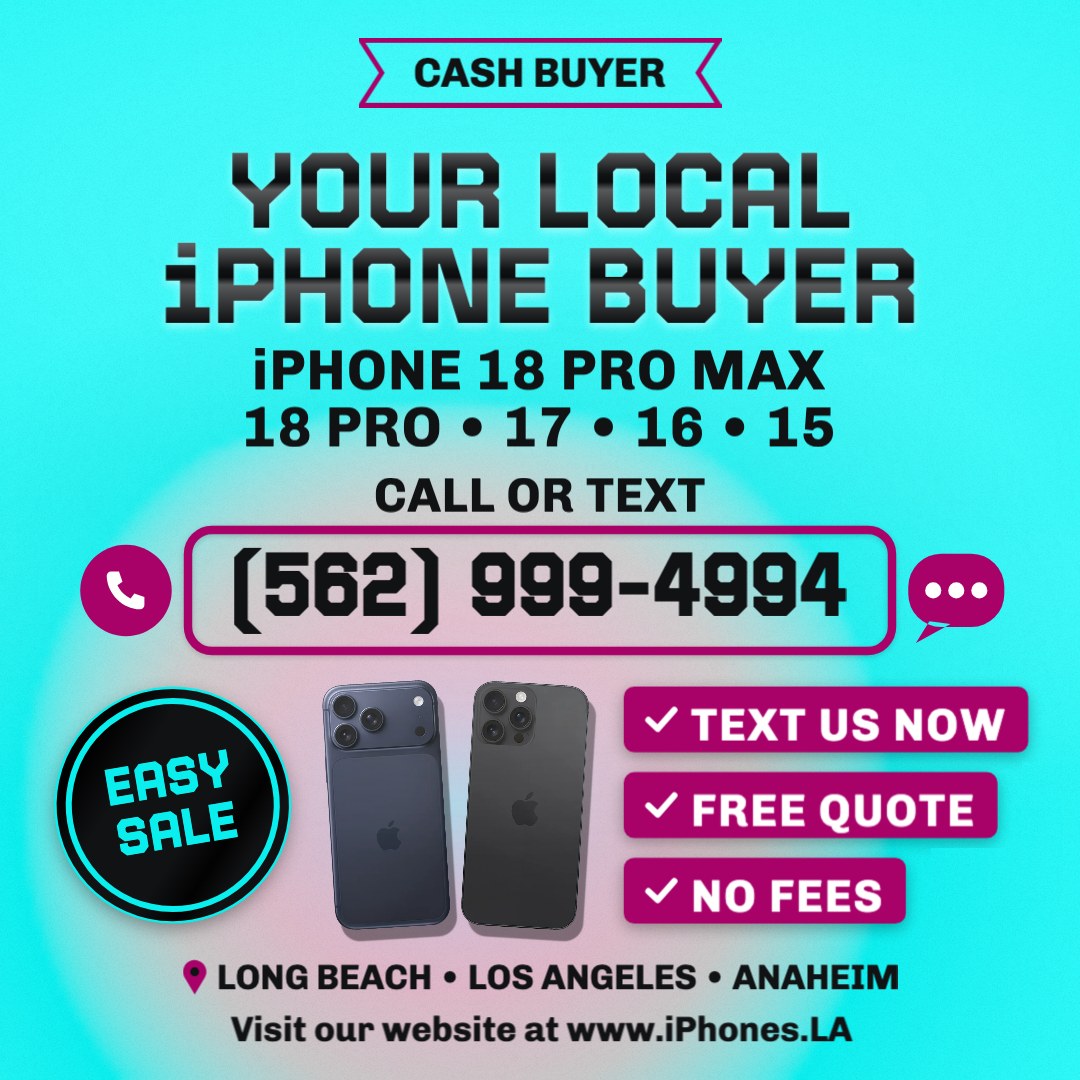 CASH BUYER
YOUR LOCAL
iPHONE BUYER
iPHONE 18 PRO MAX
18 PRO • 17 • 16 • 15
CALL OR TEXT
(562) 999-4994
EASY
SALE
TEXT US NOW
FREE QUOTE
NO FEES
LONG BEACH • LOS ANGELES • ANAHEIM
Visit our website at www.iPhones.LA